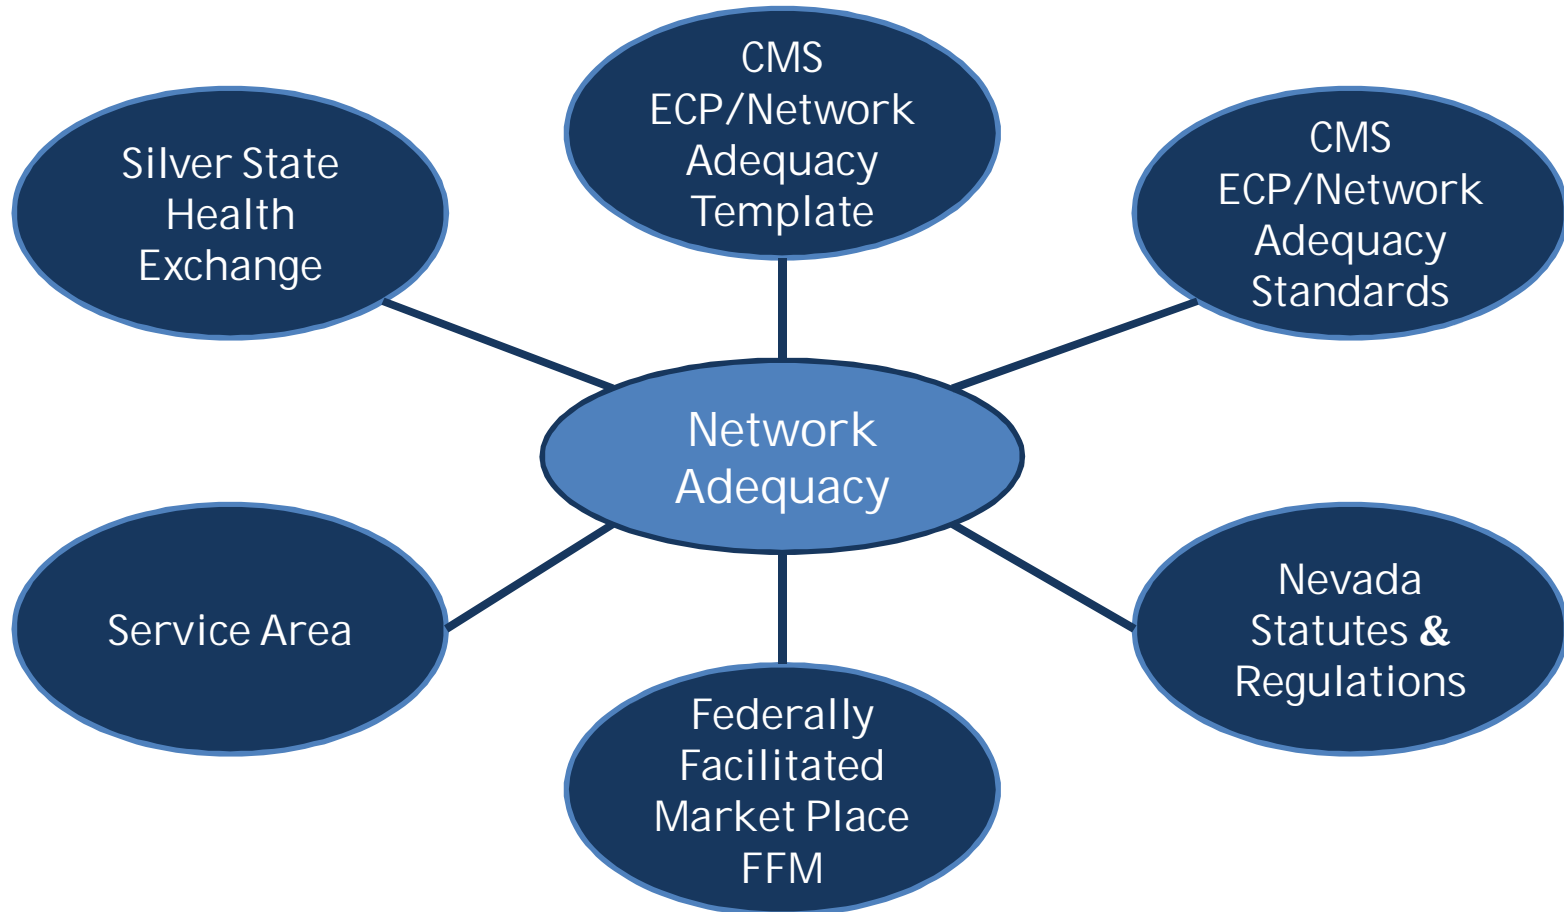 CMS
ECP/Network
Adequacy
Template
Silver State
Health
Exchange
CMS
ECP/Network
Adequacy
Standards
Network
Adequacy
Service Area
Nevada
Statutes &
Regulations
Federally
Facilitated
Market Place
FFM